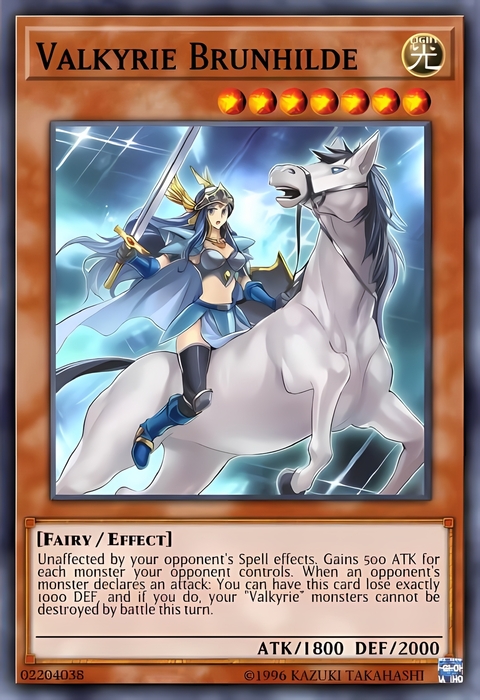 Valkyrie Brunhilde
LIGHT
光
[Fairy / Effect]
Unaffected by your opponent's Spell effects. Gains 500 ATK for
each monster your opponent controls. When an opponent's
monster declares an attack: You can have this card lose exactly
1000 DEF, and if you do, your "Valkyrie" monsters cannot be
destroyed by battle this turn.
ATK/1800 DEF/2000
02204038
©1996 KAZUKI TAKAHASHI